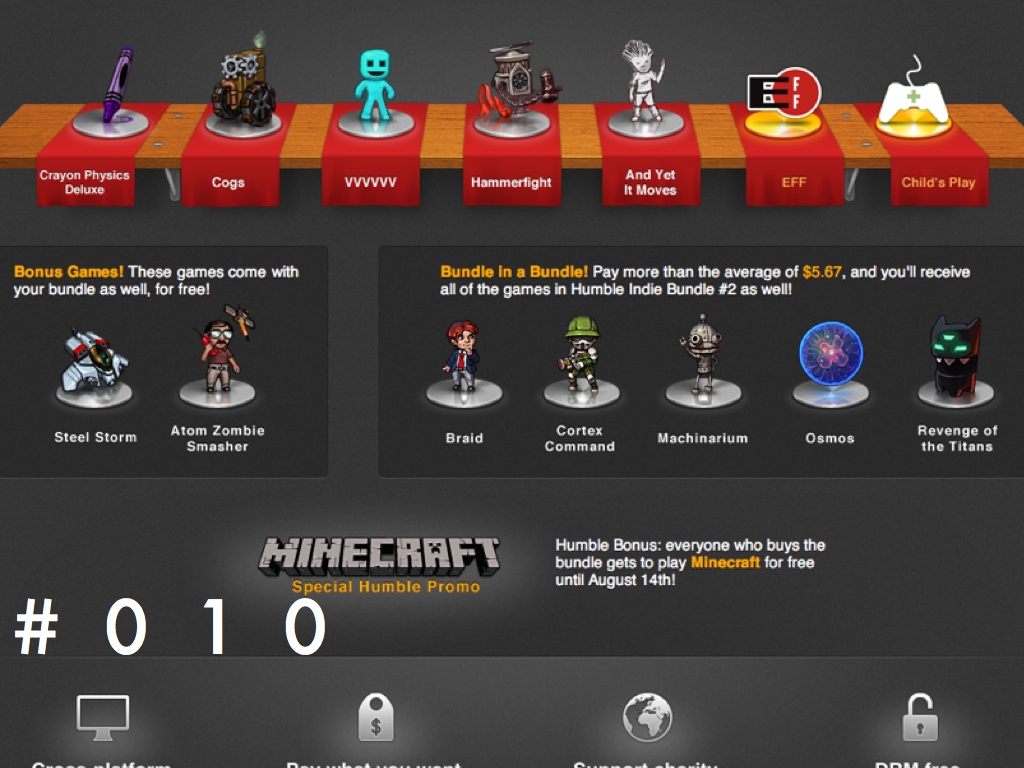 Crayon Physics
Deluxe
Cogs
VVVVVV
Hammerfight
And Yet
It Moves
EFF
EFF
Child's Play
Bonus Games! These games come with
your bundle as well, for free!
Steel Storm
Atom Zombie
Smasher
Bundle in a Bundle! Pay more than the average of $5.67, and you'll receive
all of the games in Humble Indie Bundle #2 as well!
Braid
Cortex
Command
Machinarium
Osmos
Revenge of
the Titans
MINECRAFT
Special Humble Promo
Humble Bonus: everyone who buys the
bundle gets to play Minecraft for free
until August 14th!
# 0 1 0
$
Cross-platform
Pay what you want
Support charity
DRM-free